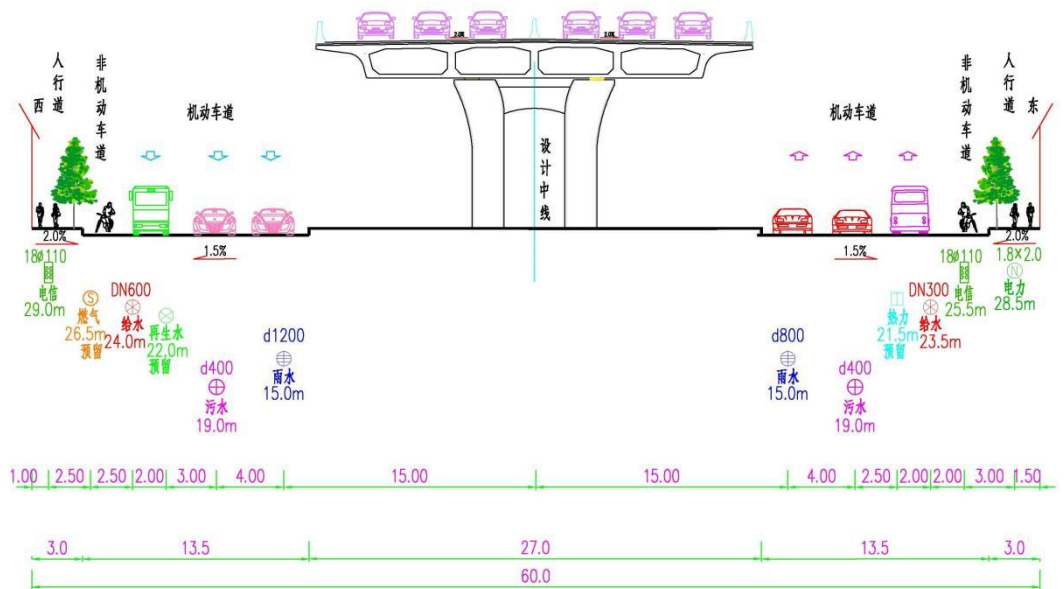 2.0%
2.0%
人行道
西
非机动车道
机动车道
设计中线
机动车道
非机动车道
人行道
东
2.0%
1.5%
1.5%
2.0%
18ø110
电信
29.0m
燃气
26.5m
预留
DN600
给水
24.0m
再生水
22.0m
预留
d400
污水
19.0m
d1200
雨水
15.0m
d800
雨水
15.0m
d400
污水
19.0m
热力
21.5m
预留
DN300
给水
23.5m
18ø110
电信
25.5m
1.8×2.0
N
电力
28.5m
S
1.00 2.50 2.50 2.00 3.00 4.00 15.00 15.00 4.00 2.50 2.00 2.00 3.00 1.50
3.0 13.5 27.0 13.5 3.0
60.0